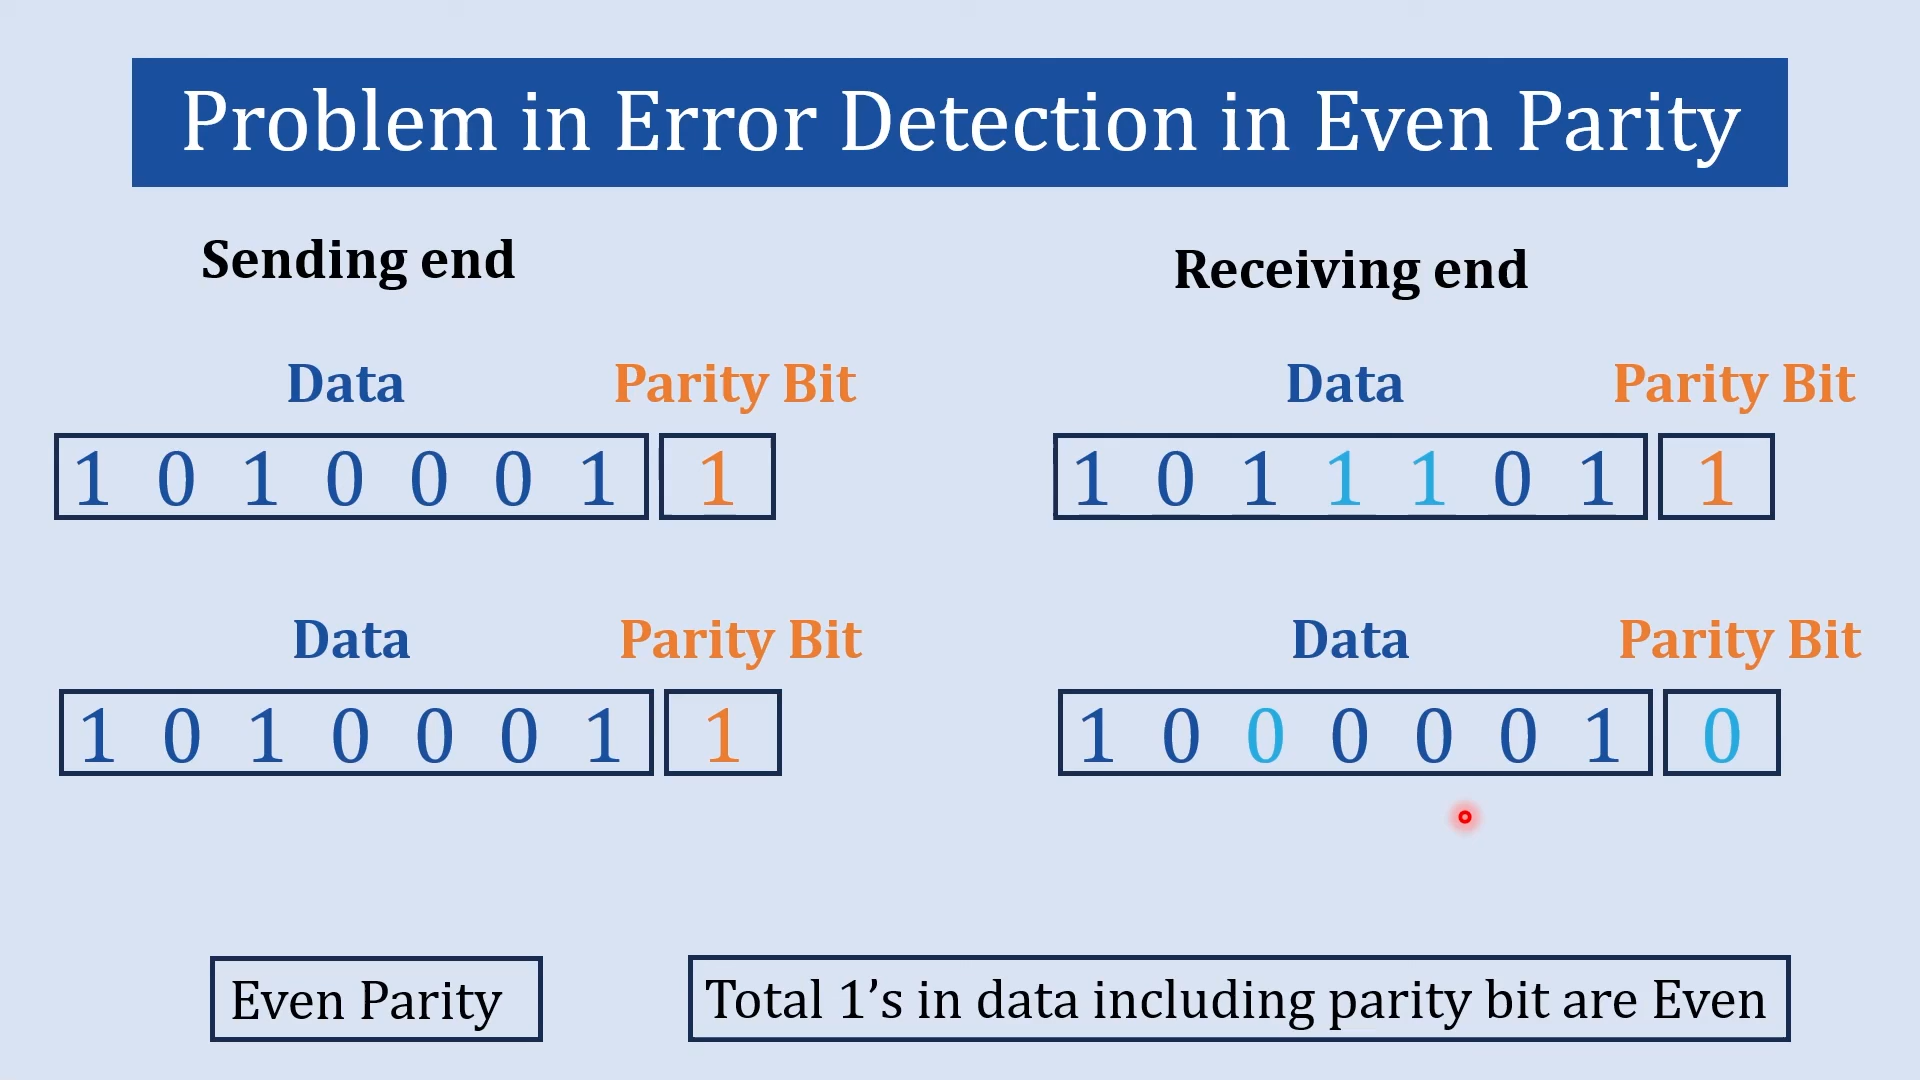 Problem in Error Detection in Even Parity
Sending end
Receiving end
Data Parity Bit
1 0 1 0 0 0 1 1
Data Parity Bit
1 0 1 1 1 0 1 1
Data Parity Bit
1 0 1 0 0 0 1 1
Data Parity Bit
1 0 0 0 0 0 1 0
Even Parity
Total 1’s in data including parity bit are Even